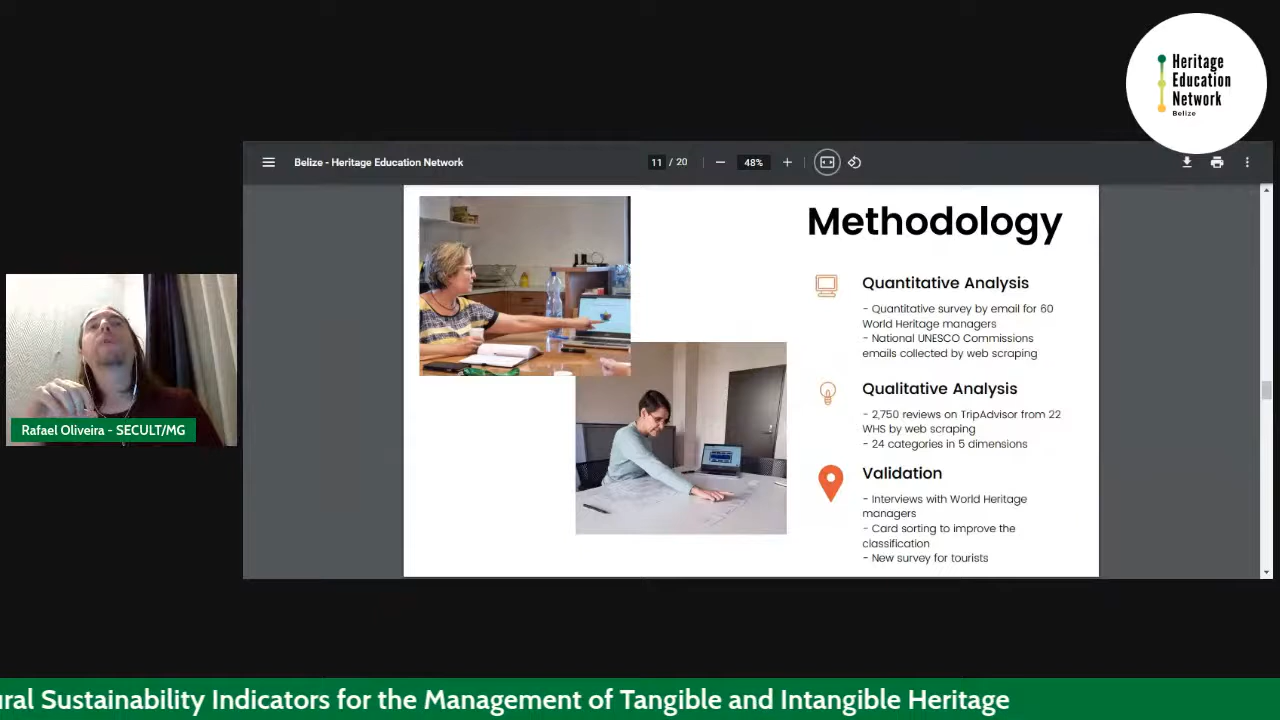 Heritage
Education
Network
Belize
Belize - Heritage Education Network
11 / 20
48%
Methodology
Quantitative Analysis
- Quantitative survey by email for 60
World Heritage managers
- National UNESCO Commissions
emails collected by web scraping
Qualitative Analysis
- 2,750 reviews on TripAdvisor from 22
WHS by web scraping
- 24 categories in 5 dimensions
Validation
- Interviews with World Heritage
managers
- Card sorting to improve the
classification
- New survey for tourists
Rafael Oliveira - SECULT/MG
ural Sustainability Indicators for the Management of Tangible and Intangible Heritage